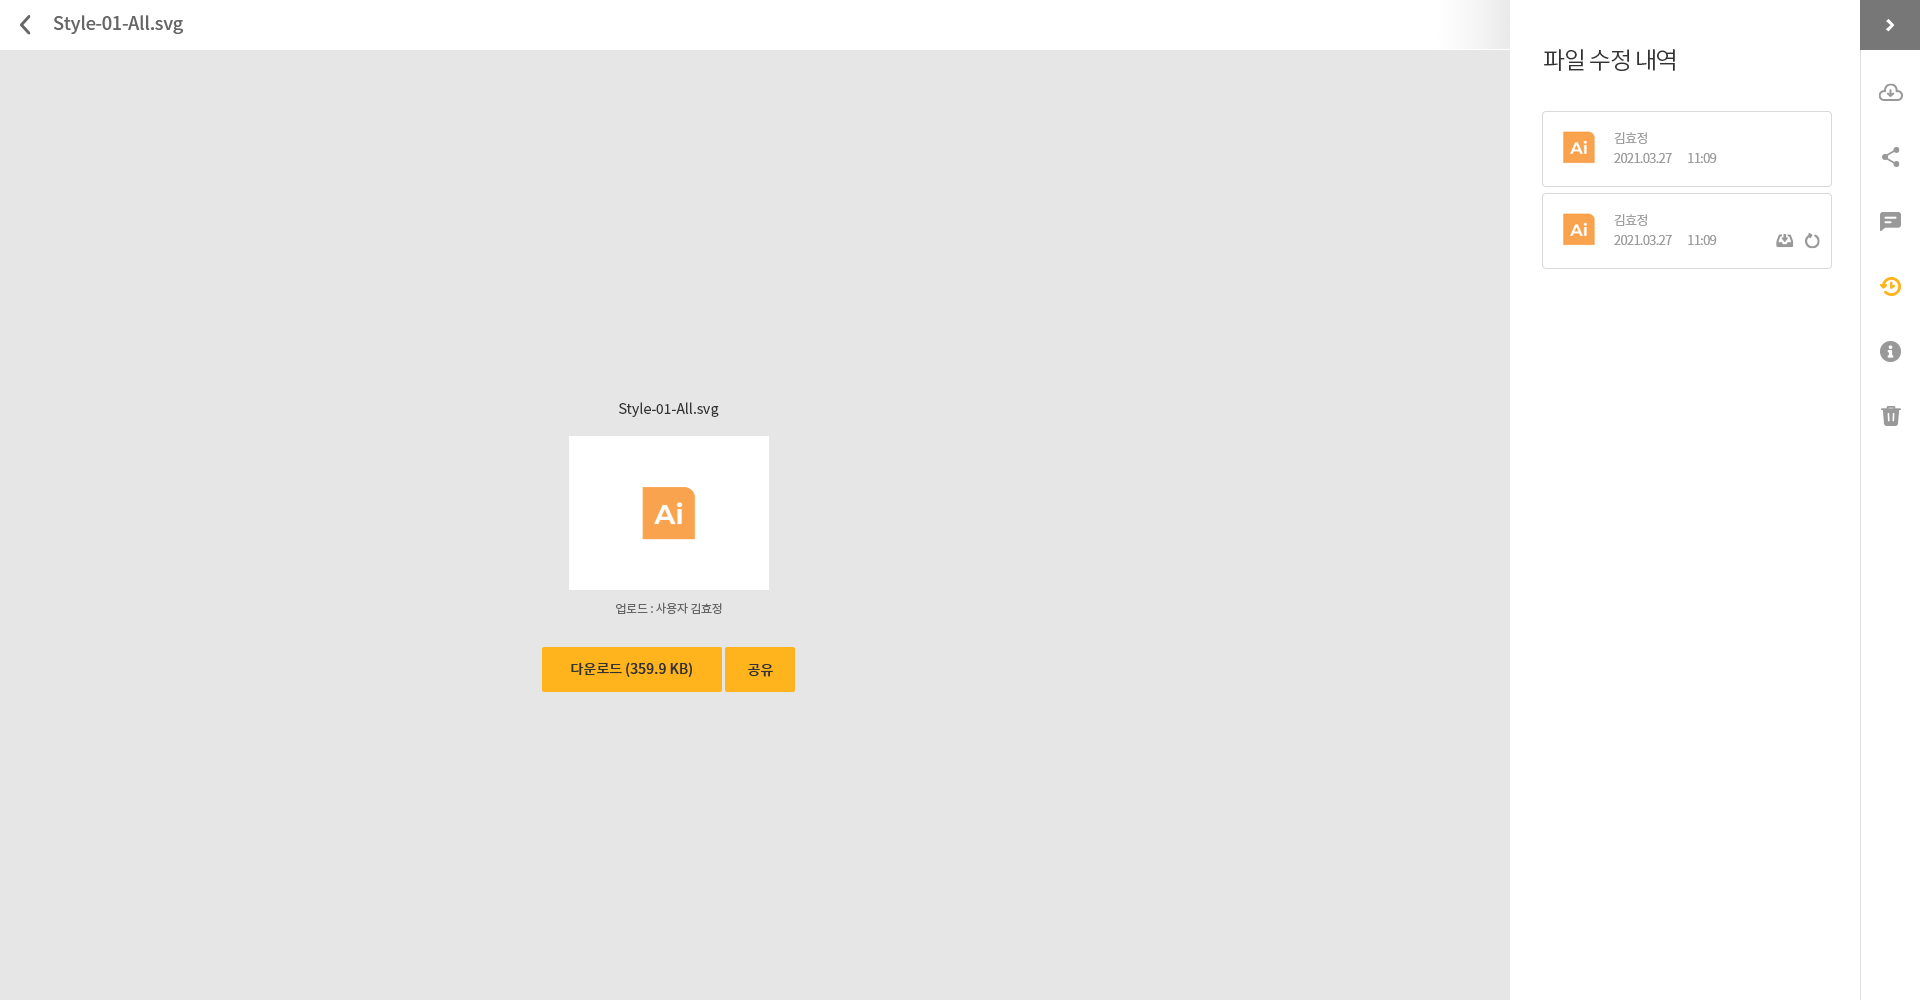 Style-01-All.svg
파일 수정 내역
Ai
김효정
2021.03.27 11:09
Ai
김효정
2021.03.27 11:09
Style-01-All.svg
Ai
업로드 : 사용자 김효정
다운로드 (359.9 KB)
공유